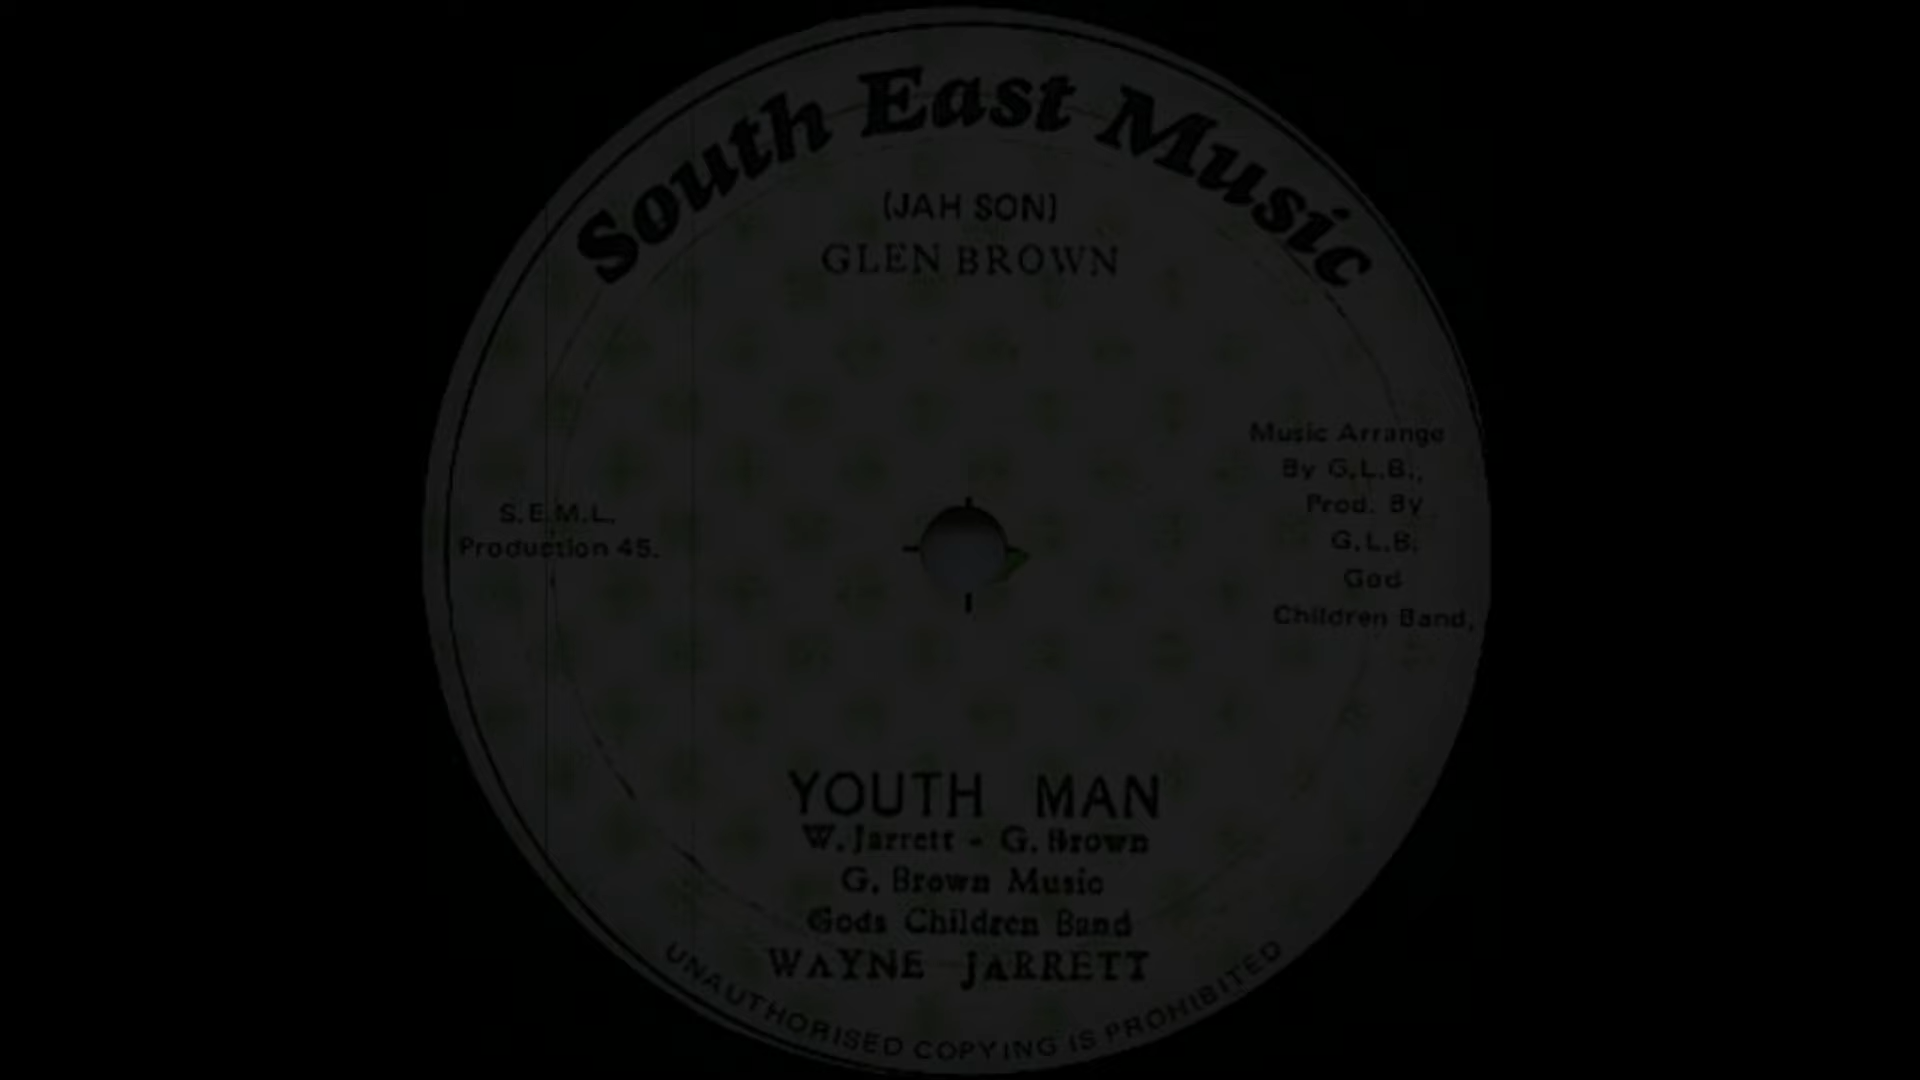 South East Music
(JAH SON)
GLEN BROWN
Music Arrange
By G.L.B.,
Prod. By
G.L.B.
God
Children Band,
S.E.M.L.
Production 45.
YOUTH MAN
W. Jarrett - G. Brown
G. Brown Music
Gods Children Band
WAYNE JARRETT
UNAUTHORISED COPYING IS PROHIBITED